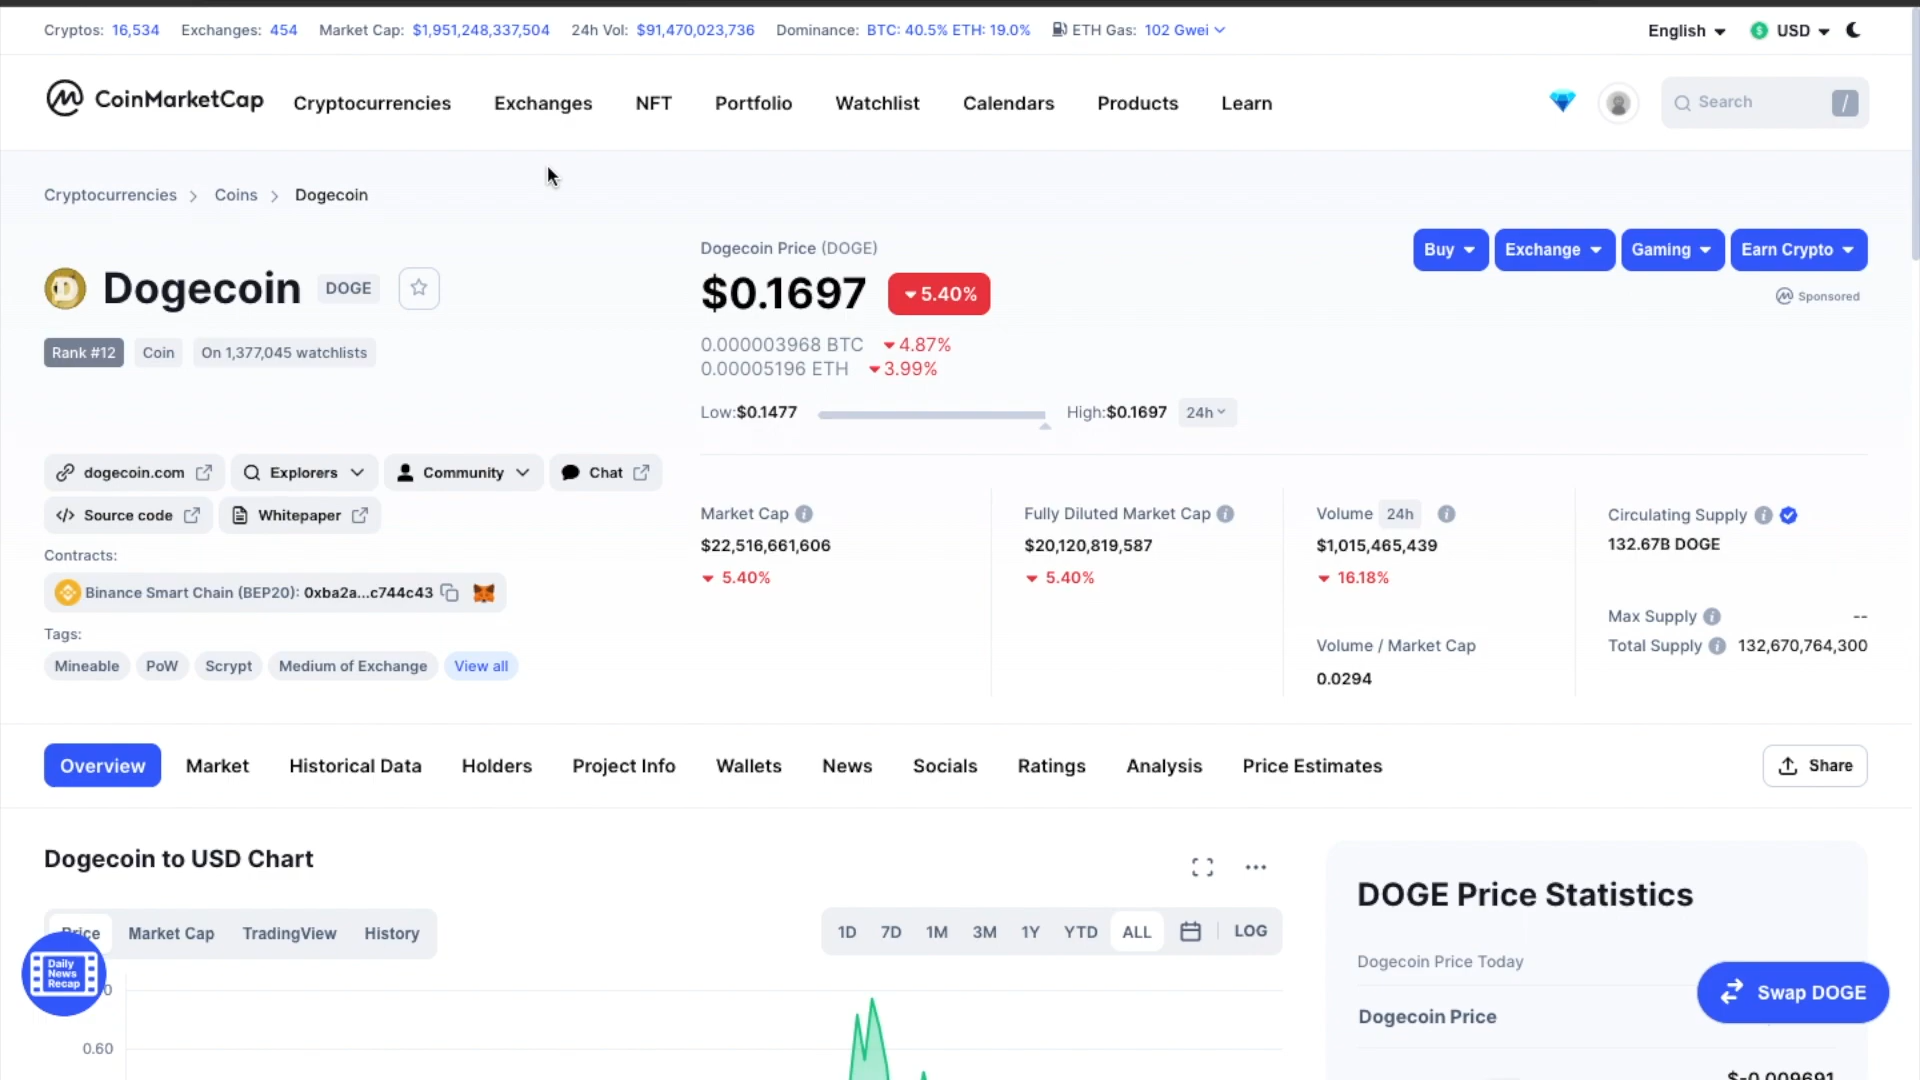 Cryptos: 16,534 Exchanges: 454 Market Cap: $1,951,248,337,504 24h Vol: $91,470,023,736 Dominance: BTC: 40.5% ETH: 19.0% ETH Gas: 102 Gwei English USD
CoinMarketCap Cryptocurrencies Exchanges NFT Portfolio Watchlist Calendars Products Learn Search /
Cryptocurrencies > Coins > Dogecoin
Dogecoin DOGE
Rank #12 Coin On 1,377,045 watchlists
dogecoin.com Explorers Community Chat
Source code Whitepaper
Contracts:
Binance Smart Chain (BEP20): 0xba2a...c744c43
Tags:
Mineable PoW Scrypt Medium of Exchange View all
Dogecoin Price (DOGE)
$0.1697 5.40%
0.000003968 BTC 4.87%
0.00005196 ETH 3.99%
Low:$0.1477 High:$0.1697 24h
Buy Exchange Gaming Earn Crypto
Sponsored
Market Cap
$22,516,661,606
5.40%
Fully Diluted Market Cap
$20,120,819,587
5.40%
Volume 24h
$1,015,465,439
16.18%
Volume / Market Cap
0.0294
Circulating Supply
132.67B DOGE
Max Supply --
Total Supply 132,670,764,300
Overview Market Historical Data Holders Project Info Wallets News Socials Ratings Analysis Price Estimates Share
Dogecoin to USD Chart
Price Market Cap TradingView History
1D 7D 1M 3M 1Y YTD ALL LOG
Daily
News
Recap
0.60
DOGE Price Statistics
Dogecoin Price Today
Dogecoin Price
Swap DOGE
$-0.009691